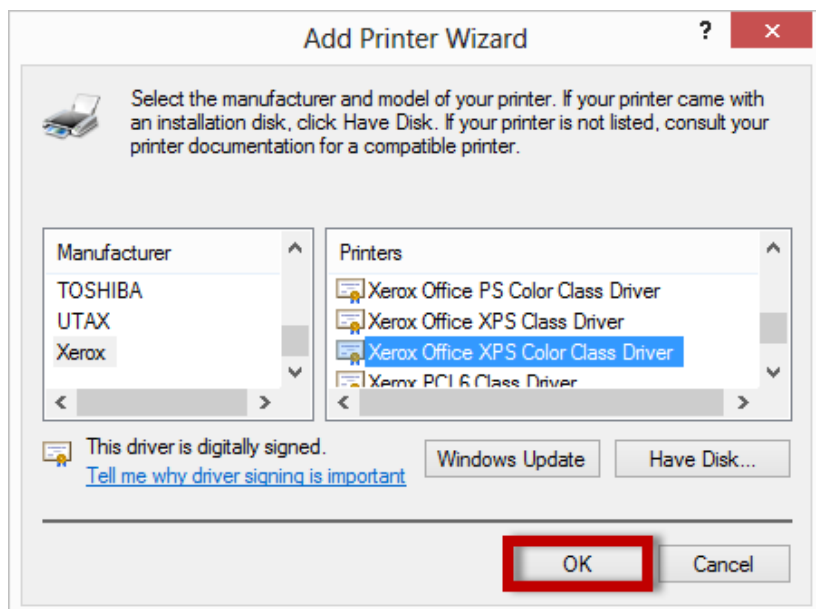 Add Printer Wizard
?
Select the manufacturer and model of your printer. If your printer came with
an installation disk, click Have Disk. If your printer is not listed, consult your
printer documentation for a compatible printer.
Manufacturer
TOSHIBA
UTAX
Xerox
Printers
Xerox Office PS Color Class Driver
Xerox Office XPS Class Driver
Xerox Office XPS Color Class Driver
Xerox PCL6 Class Driver
This driver is digitally signed.
Tell me why driver signing is important
Windows Update
Have Disk...
OK
Cancel